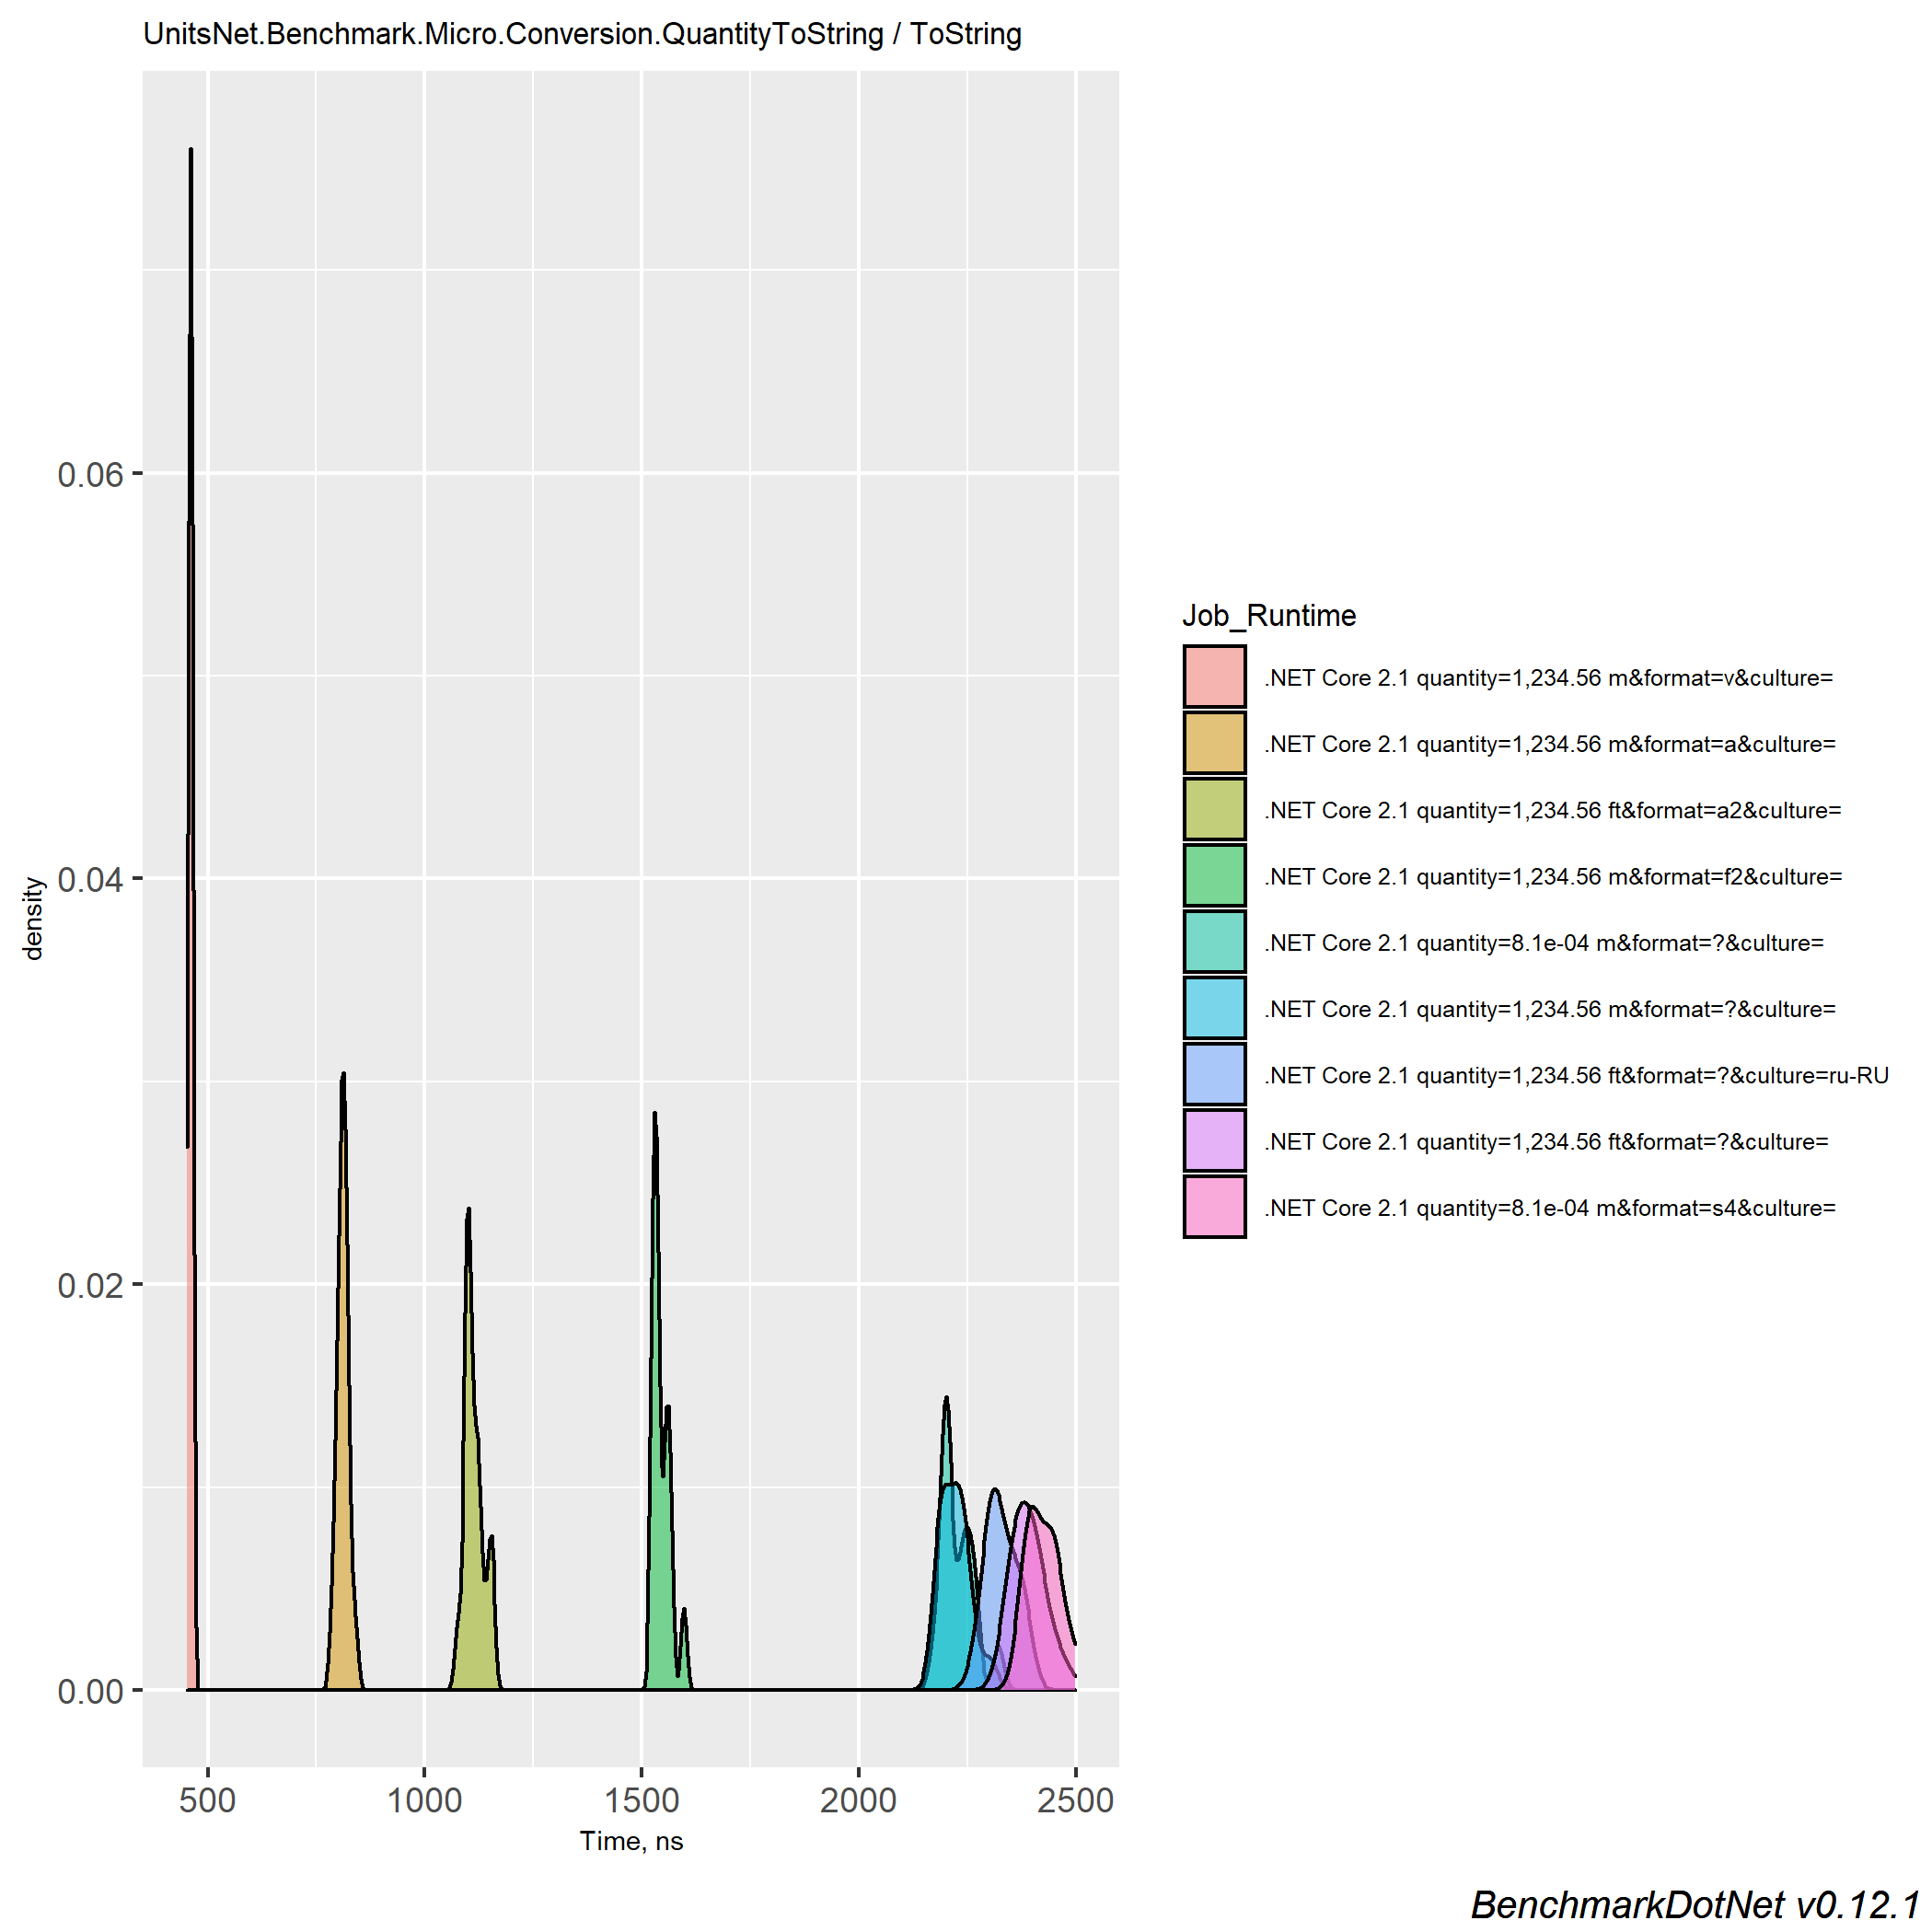 UnitsNet.Benchmark.Micro.Conversion.QuantityToString / ToString
0.06
0.04
0.02
0.00
density
500 1000 1500 2000 2500
Time, ns
Job_Runtime
.NET Core 2.1 quantity=1,234.56 m&format=v&culture=
.NET Core 2.1 quantity=1,234.56 m&format=a&culture=
.NET Core 2.1 quantity=1,234.56 ft&format=a2&culture=
.NET Core 2.1 quantity=1,234.56 m&format=f2&culture=
.NET Core 2.1 quantity=8.1e-04 m&format=?&culture=
.NET Core 2.1 quantity=1,234.56 m&format=?&culture=
.NET Core 2.1 quantity=1,234.56 ft&format=?&culture=ru-RU
.NET Core 2.1 quantity=1,234.56 ft&format=?&culture=
.NET Core 2.1 quantity=8.1e-04 m&format=s4&culture=
BenchmarkDotNet v0.12.1